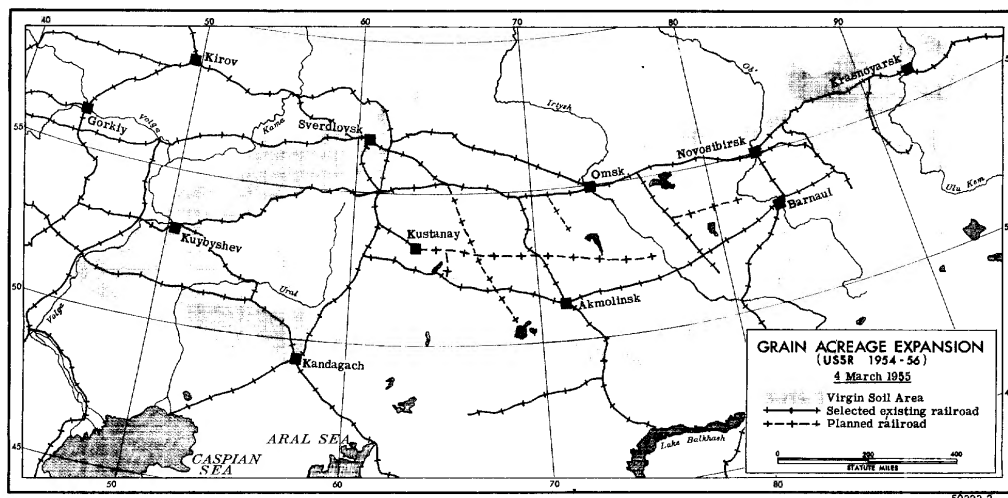 40
50
60
70
80
90
Kirov
Krasnoyarsk
Ob'
Irtysh
Gorkiy
Volga
Kama
Sverdlovsk
55
Novosibirsk
Omsk
Ulu Kem
Barnaul
Kustanay
Kuybyshev
50
Ural
Akmolinsk
Volga
Kandagach
GRAIN ACREAGE EXPANSION
(USSR 1954-56)
4 March 1955
Virgin Soil Area
Selected existing railroad
Planned railroad
0 200 400
STATUTE MILES
ARAL SEA
Lake Balkhash
CASPIAN
SEA
45
50
60
70
80